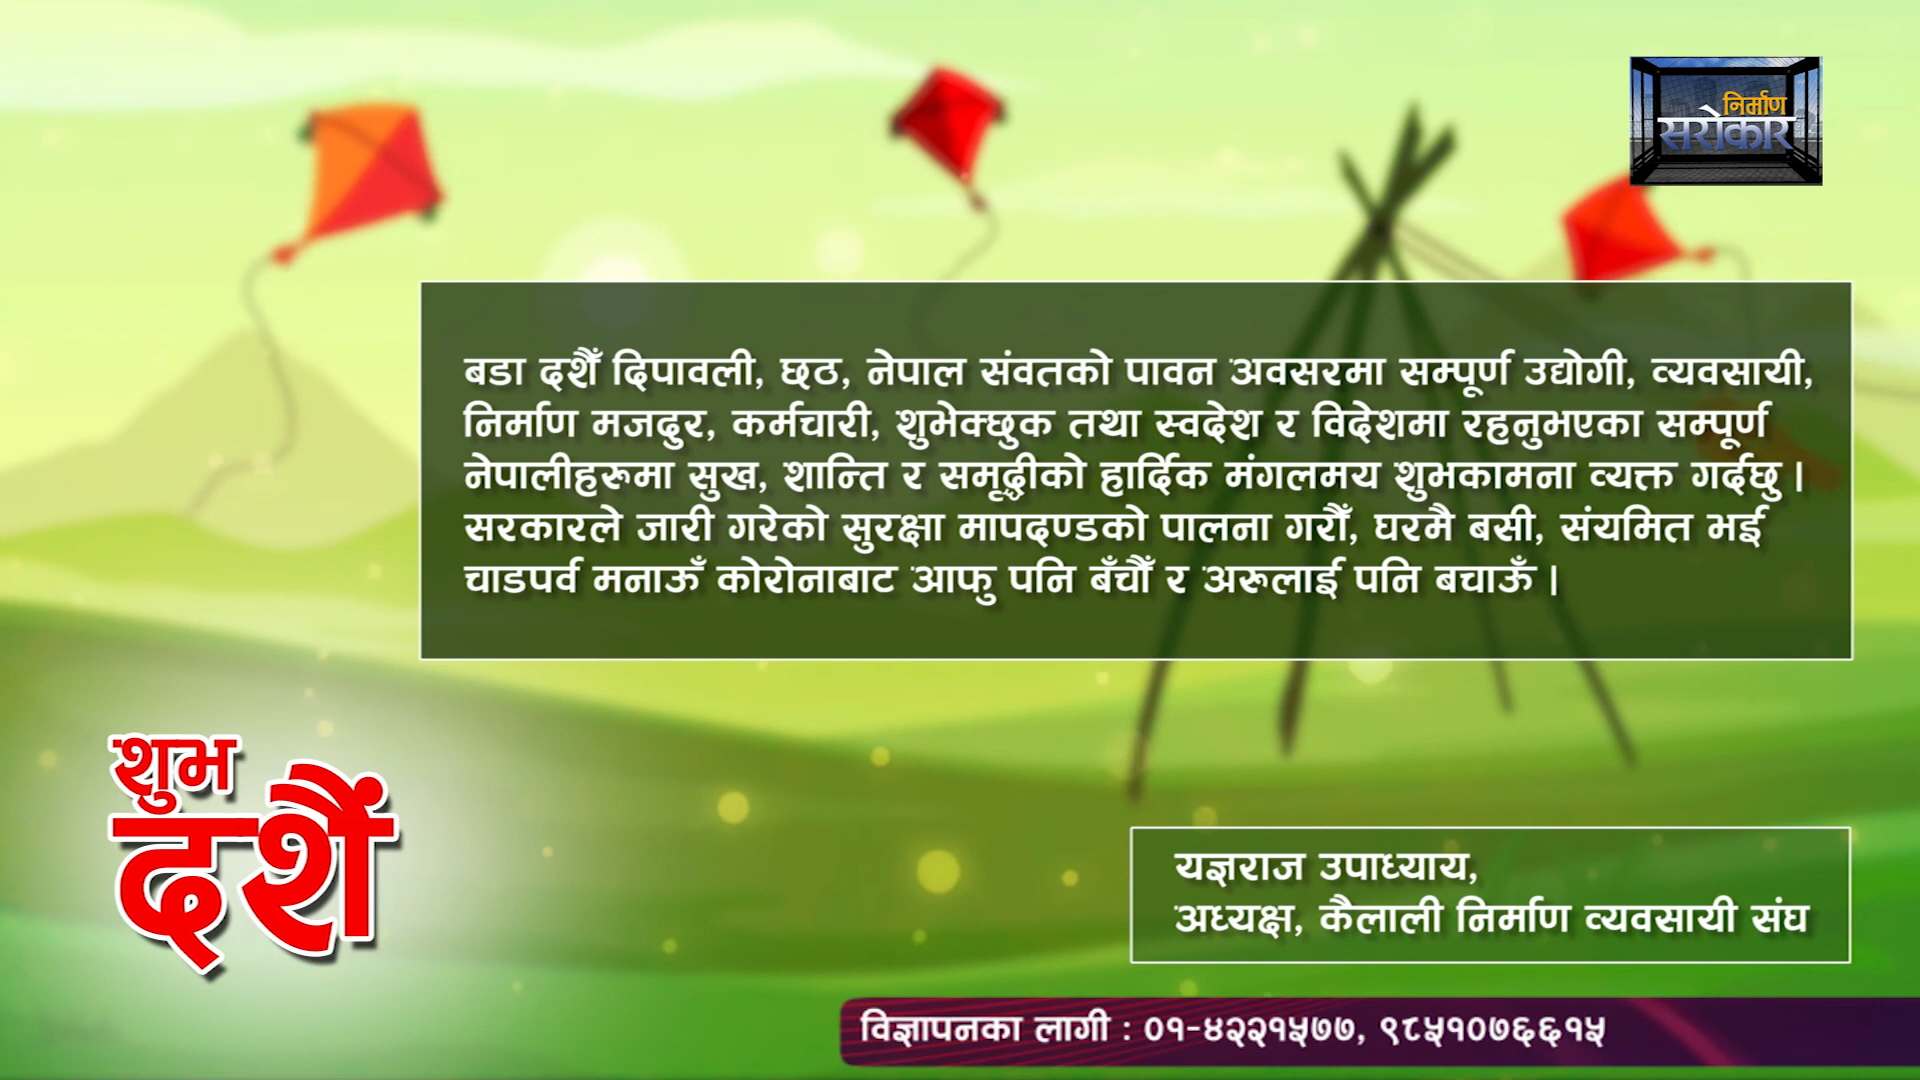 निर्माण
सरोकार
बडा दशैँ दिपावली, छठ, नेपाल संवतको पावन अवसरमा सम्पूर्ण उद्योगी, व्यवसायी,
निर्माण मजदुर, कर्मचारी, शुभेक्छुक तथा स्वदेश र विदेशमा रहनुभएका सम्पूर्ण
नेपालीहरूमा सुख, शान्ति र समृद्धीको हार्दिक मंगलमय शुभकामना व्यक्त गर्दछु ।
सरकारले जारी गरेको सुरक्षा मापदण्डको पालना गरौँ, घरमै बसी, संयमित भई
चाडपर्व मनाऊँ कोरोनाबाट आफु पनि बँचौँ र अरूलाई पनि बचाऊँ ।
शुभ
दशैं
यज्ञराज उपाध्याय,
अध्यक्ष, कैलाली निर्माण व्यवसायी संघ
विज्ञापनका लागी : ०१-४२२१५७७, ९८५१०७६६१५